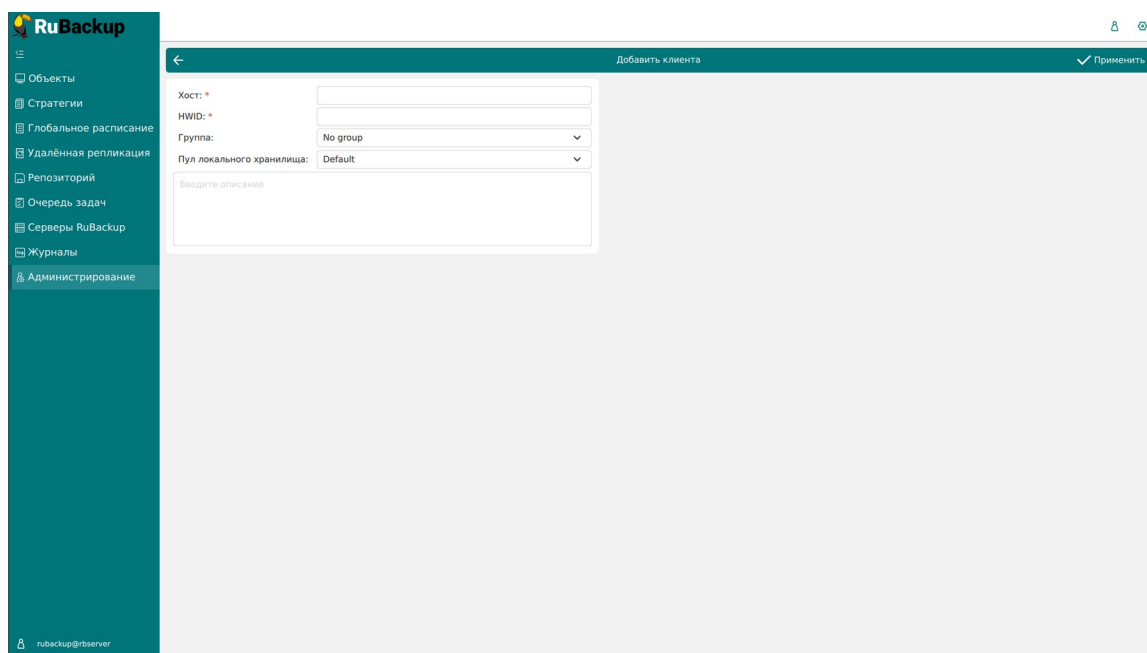 RuBackup
Объекты
Стратегии
Глобальное расписание
Удалённая репликация
Репозиторий
Очередь задач
Серверы RuBackup
Журналы
Администрирование
rubackup@rbserver
Добавить клиента
Применить
Хост: *
HWID: *
Группа: No group
Пул локального хранилища: Default
Введите описание